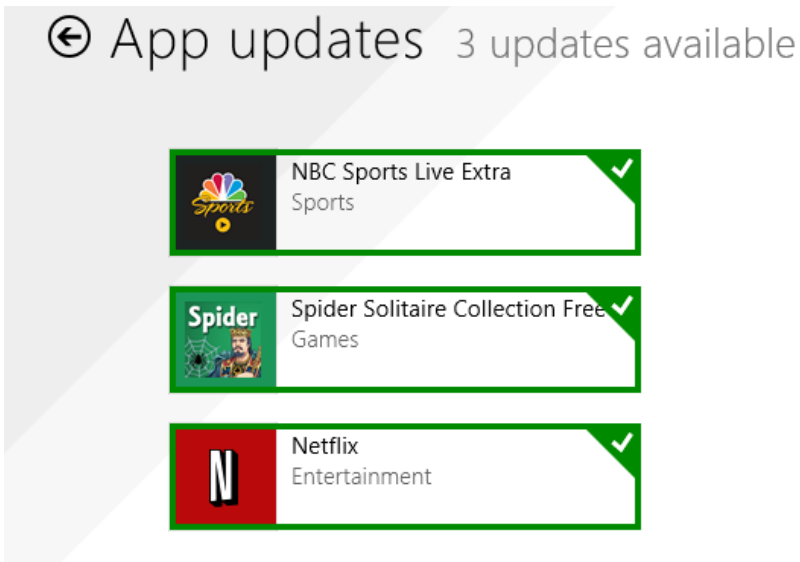 App updates 3 updates available
Sports
NBC Sports Live Extra
Sports
Spider
Spider Solitaire Collection Free
Games
N
Netflix
Entertainment